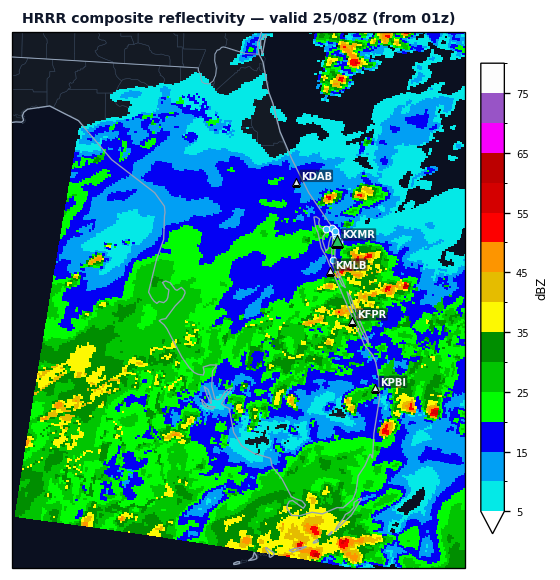 HRRR composite reflectivity — valid 25/08Z (from 01z)
KDAB
KXMR
KMLB
KFPR
KPBI
75
65
55
45
35
25
15
5
dBZ